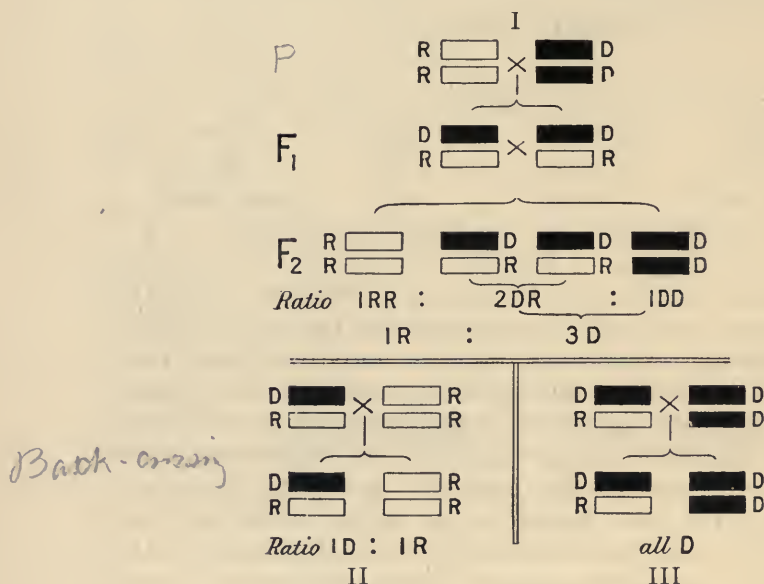 I
P
R D
R × D
F₁
D × D
R R
F₂
R D D D
R R R D
Ratio 1RR : 2DR : 1DD
1R : 3D
D × R
R R
D × D
R D
Back-crossing
D R
R R
D D
R D
Ratio 1D : 1R
all D
II
III